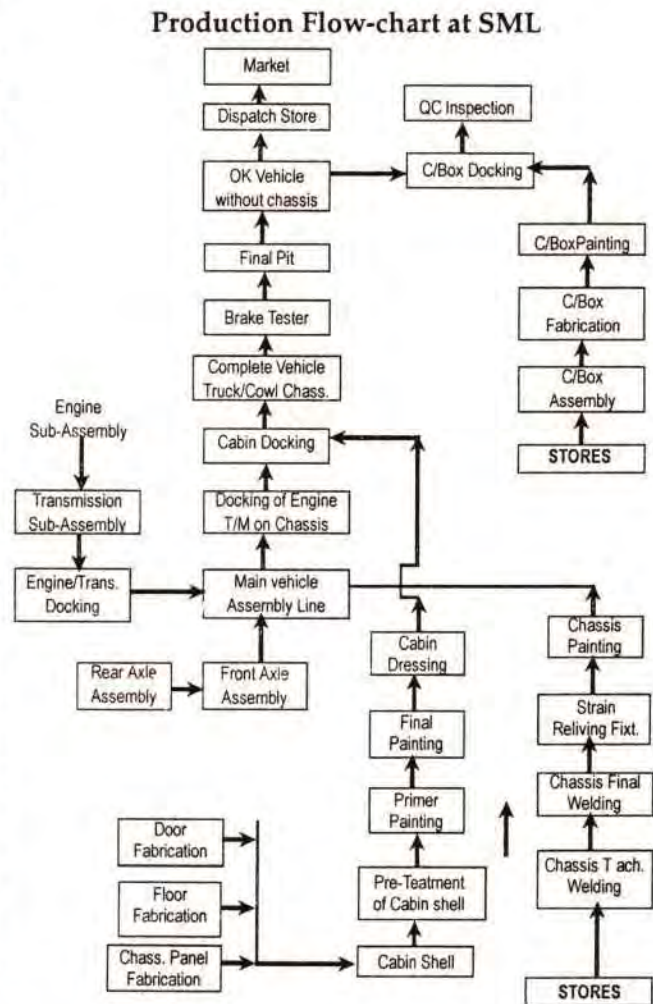 Production Flow-chart at SML
Market
Dispatch Store
OK Vehicle
without chassis
Final Pit
Brake Tester
Complete Vehicle
Truck/Cowl Chass.
Cabin Docking
Docking of Engine
T/M on Chassis
Main vehicle
Assembly Line
Front Axle
Assembly
Rear Axle
Assembly
Engine
Sub-Assembly
Transmission
Sub-Assembly
Engine/Trans.
Docking
QC Inspection
C/Box Docking
C/BoxPainting
C/Box
Fabrication
C/Box
Assembly
STORES
Cabin
Dressing
Final
Painting
Primer
Painting
Pre-Teatment
of Cabin shell
Cabin Shell
Door
Fabrication
Floor
Fabrication
Chass. Panel
Fabrication
Chassis
Painting
Strain
Reliving Fixt.
Chassis Final
Welding
Chassis T ach.
Welding
STORES